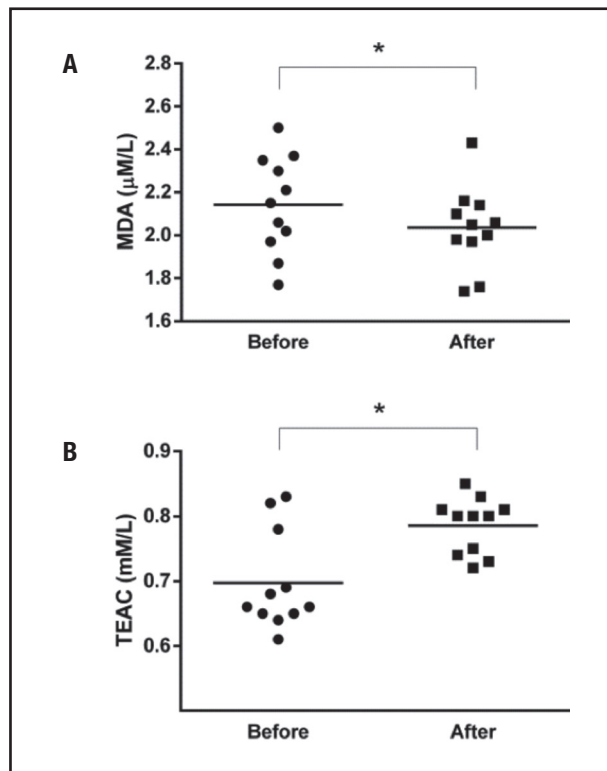 A
*
MDA (μM/L)
2.8
2.6
2.4
2.2
2.0
1.8
1.6
Before After
B
*
TEAC (mM/L)
0.9
0.8
0.7
0.6
Before After